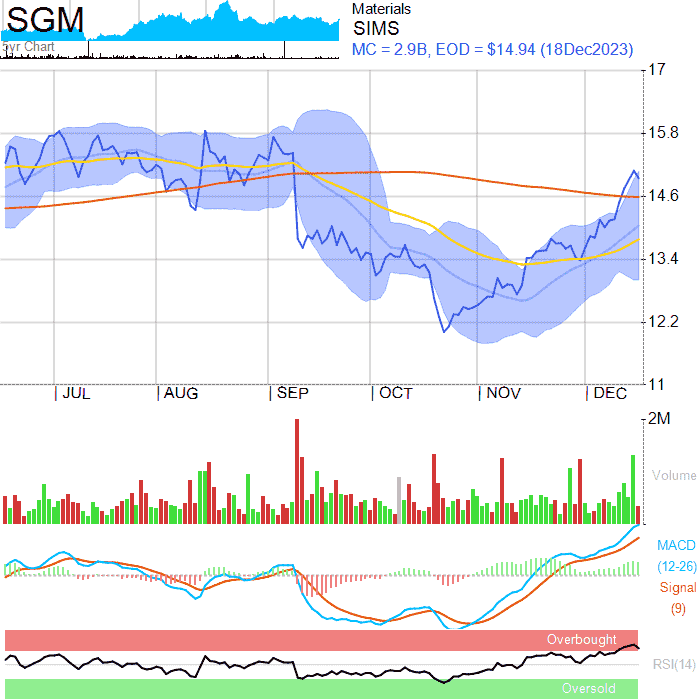 SGM
5yr Chart
Materials
SIMS
MC = 2.9B, EOD = $14.94 (18Dec2023)
17
15.8
14.6
13.4
12.2
11
JUL AUG SEP OCT NOV DEC
2M
Volume
MACD
(12-26)
Signal
(9)
Overbought
RSI(14)
Oversold